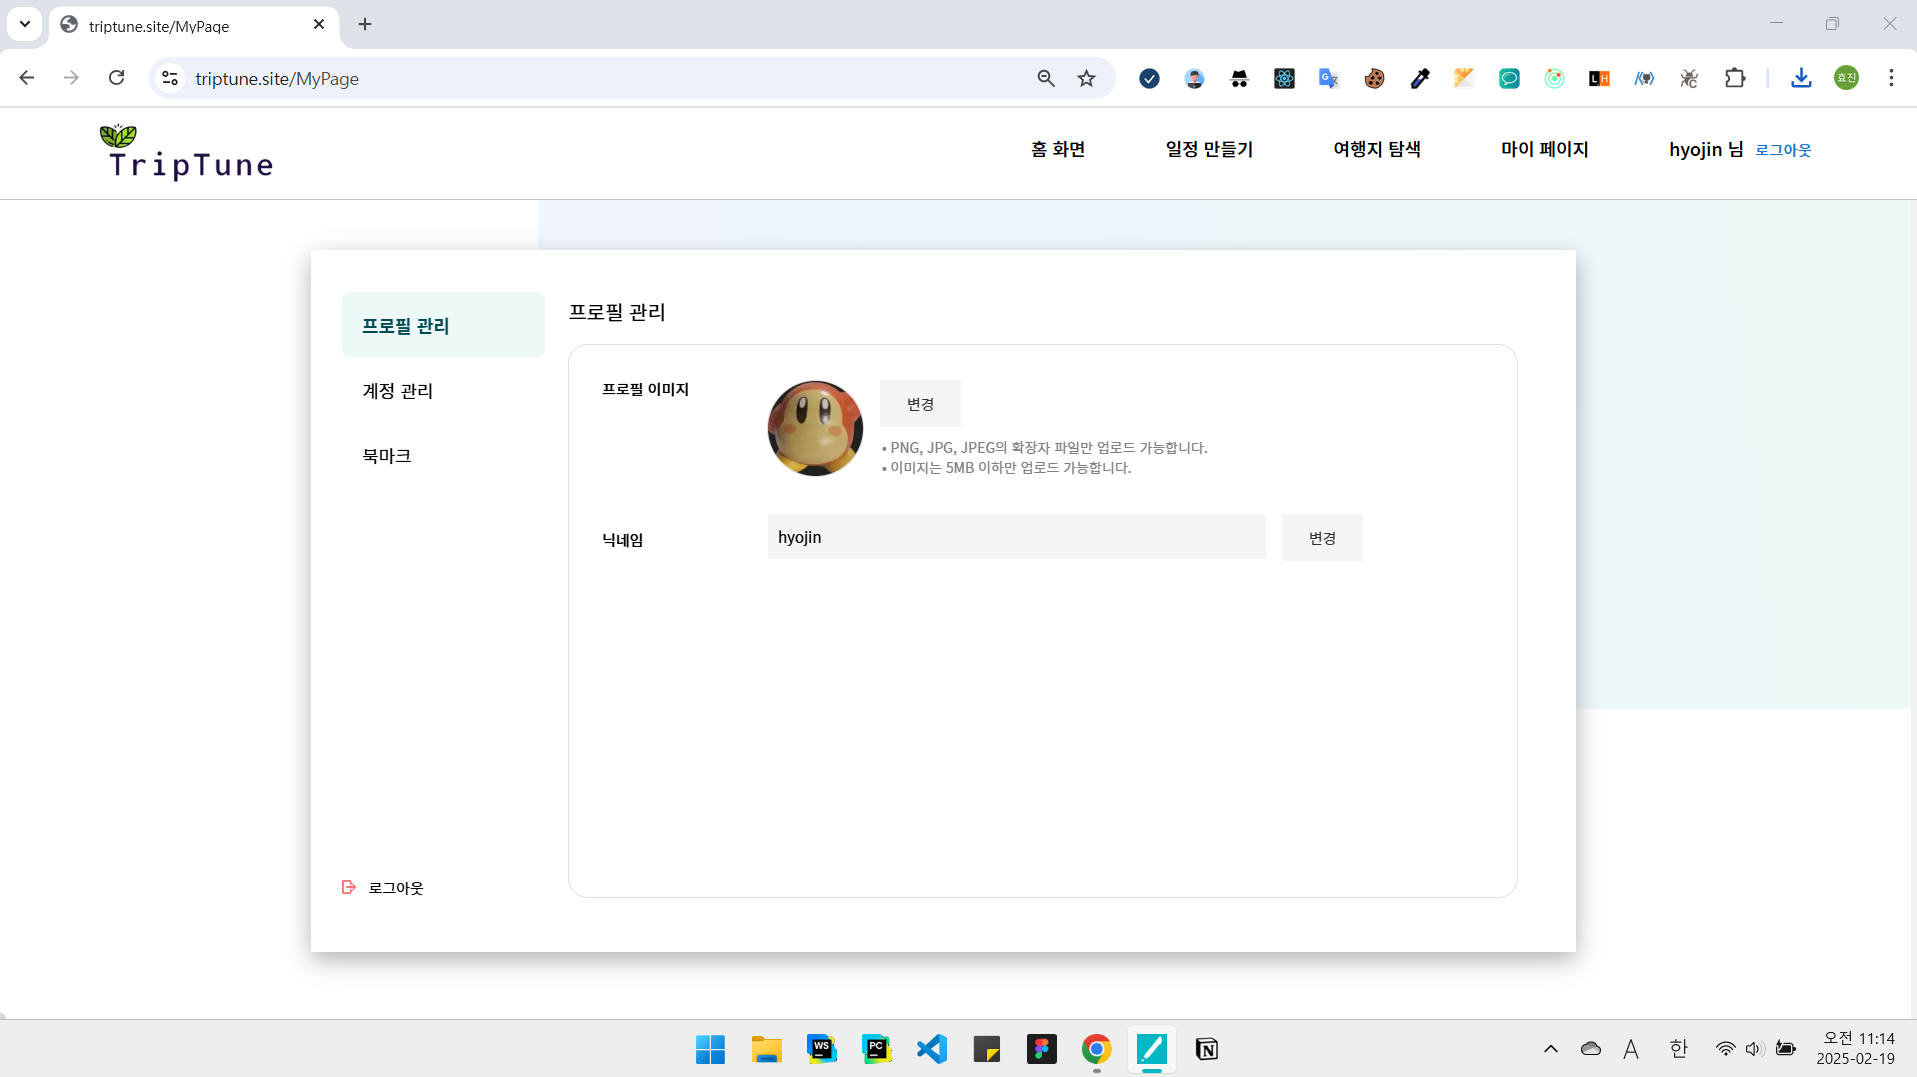 triptune.site/MyPage
triptune.site/MyPage
효진
TripTune
홈 화면
일정 만들기
여행지 탐색
마이 페이지
hyojin 님 로그아웃
프로필 관리
계정 관리
북마크
로그아웃
프로필 관리
프로필 이미지
변경
• PNG, JPG, JPEG의 확장자 파일만 업로드 가능합니다.
• 이미지는 5MB 이하만 업로드 가능합니다.
닉네임
hyojin
변경
WS
PC
A
한
오전 11:14
2025-02-19